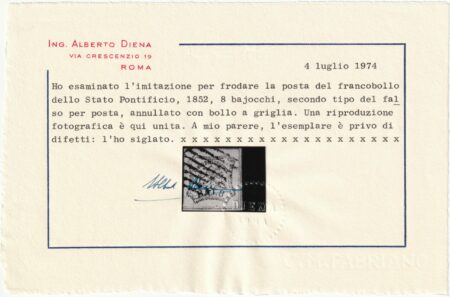 ING. ALBERTO DIENA
VIA CRESCENZIO 19
ROMA
4 luglio 1974
Ho esaminato l'imitazione per frodare la posta del francobollo
dello Stato Pontificio, 1852, 8 bajocchi, secondo tipo del fal
so per posta, annullato con bollo a griglia. Una riproduzione
fotografica è qui unita. A mio parere, l'esemplare è privo di
difetti: l'ho siglato. x x x x x x x x x x x x x x x x x x x x
DIENA
C.M. FABRIANO